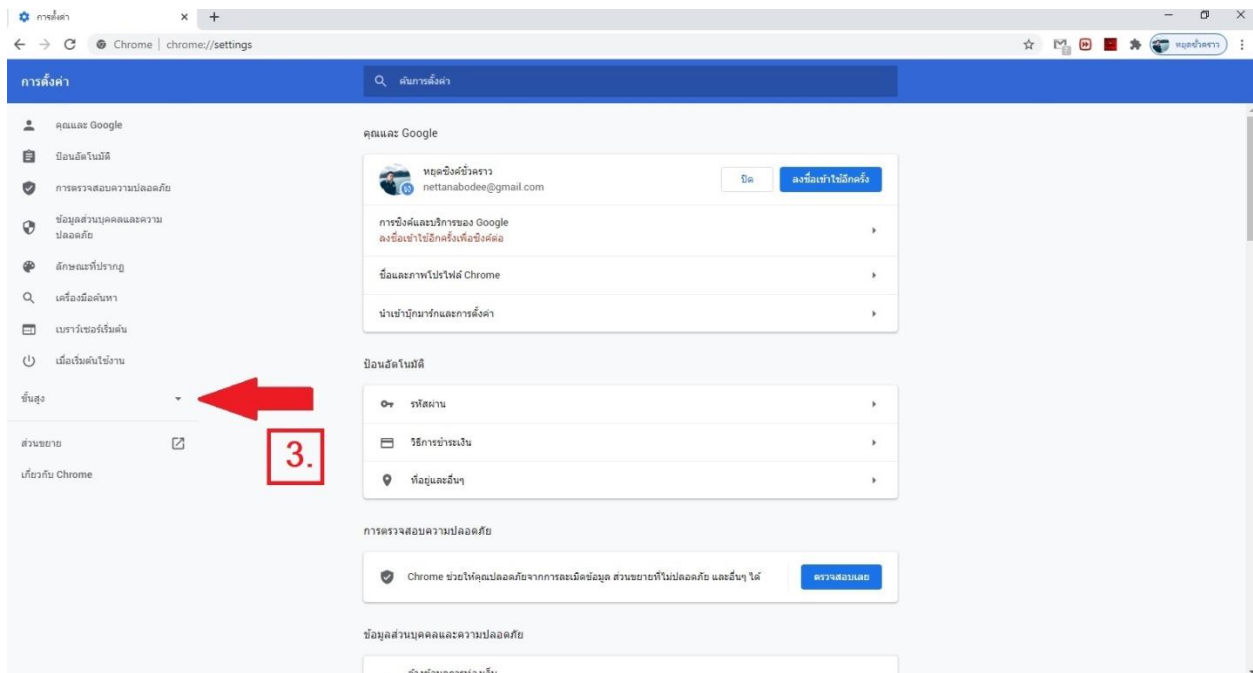 การตั้งค่า
Chrome | chrome://settings
หยุดชั่วคราว
การตั้งค่า
ค้นการตั้งค่า
คุณและ Google
ป้อนอัตโนมัติ
การตรวจสอบความปลอดภัย
ข้อมูลส่วนบุคคลและความ
ปลอดภัย
ลักษณะที่ปรากฏ
เครื่องมือค้นหา
เบราว์เซอร์เริ่มต้น
เมื่อเริ่มต้นใช้งาน
ขั้นสูง
ส่วนขยาย
เกี่ยวกับ Chrome
3.
คุณและ Google
หยุดซิงค์ชั่วคราว
nettanabodee@gmail.com
ปิด
ลงชื่อเข้าใช้อีกครั้ง
การซิงค์และบริการของ Google
ลงชื่อเข้าใช้อีกครั้งเพื่อซิงค์ต่อ
ชื่อและภาพโปรไฟล์ Chrome
นำเข้าบุ๊กมาร์กและการตั้งค่า
ป้อนอัตโนมัติ
รหัสผ่าน
วิธีการชำระเงิน
ที่อยู่และอื่นๆ
การตรวจสอบความปลอดภัย
Chrome ช่วยให้คุณปลอดภัยจากการละเมิดข้อมูล ส่วนขยายที่ไม่ปลอดภัย และอื่นๆ ได้
ตรวจสอบเลย
ข้อมูลส่วนบุคคลและความปลอดภัย